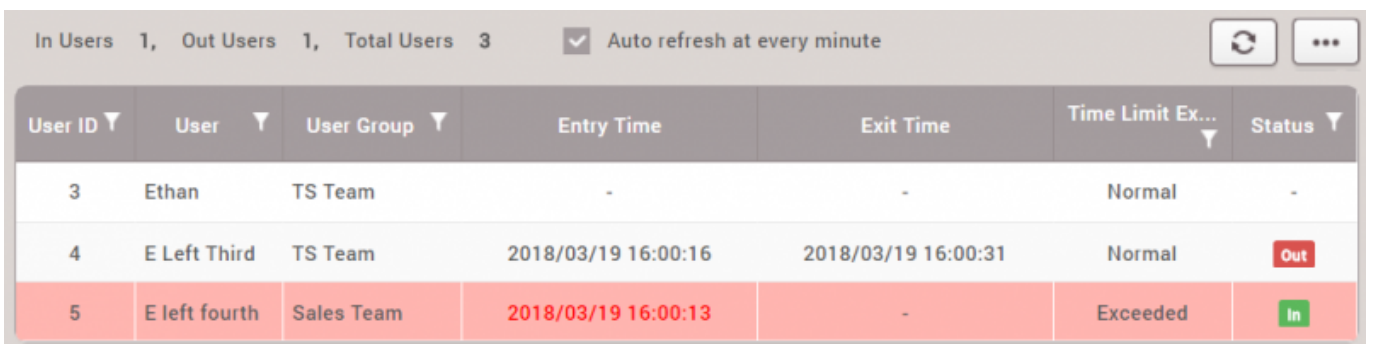 In Users 1, Out Users 1, Total Users 3 Auto refresh at every minute
User ID User User Group Entry Time Exit Time Time Limit Ex... Status
3 Ethan TS Team - - Normal -
4 E Left Third TS Team 2018/03/19 16:00:16 2018/03/19 16:00:31 Normal Out
5 E left fourth Sales Team 2018/03/19 16:00:13 - Exceeded In